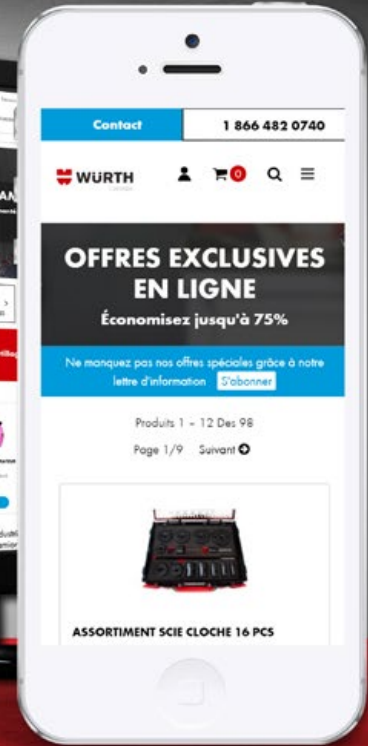 Contact
1 866 482 0740
WÜRTH
0
OFFRES EXCLUSIVES
EN LIGNE
Économisez jusqu'à 75%
Ne manquez pas nos offres spéciales grâce à notre
lettre d'information S'abonner
Produits 1 - 12 Des 98
Page 1/9 Suivant
ASSORTIMENT SCIE CLOCHE 16 PCS